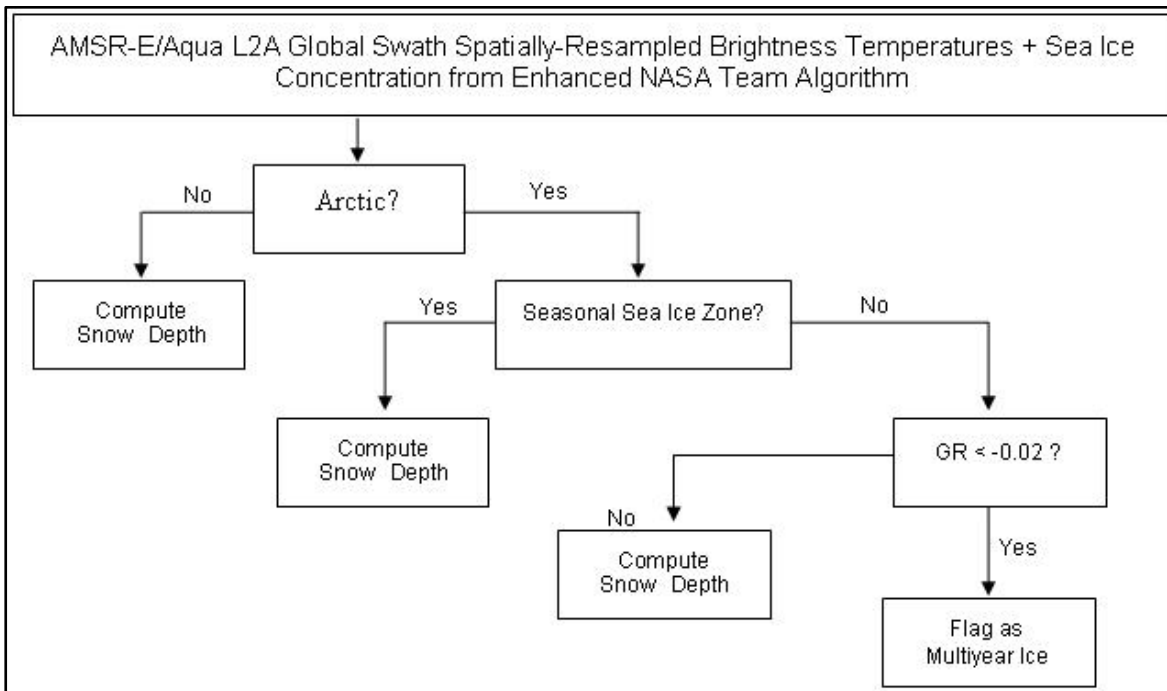 AMSR-E/Aqua L2A Global Swath Spatially-Resampled Brightness Temperatures + Sea Ice
Concentration from Enhanced NASA Team Algorithm
No
Arctic?
Yes
Compute
Snow Depth
Yes
Seasonal Sea Ice Zone?
No
Compute
Snow Depth
GR < -0.02 ?
No
Compute
Snow Depth
Yes
Flag as
Multiyear Ice